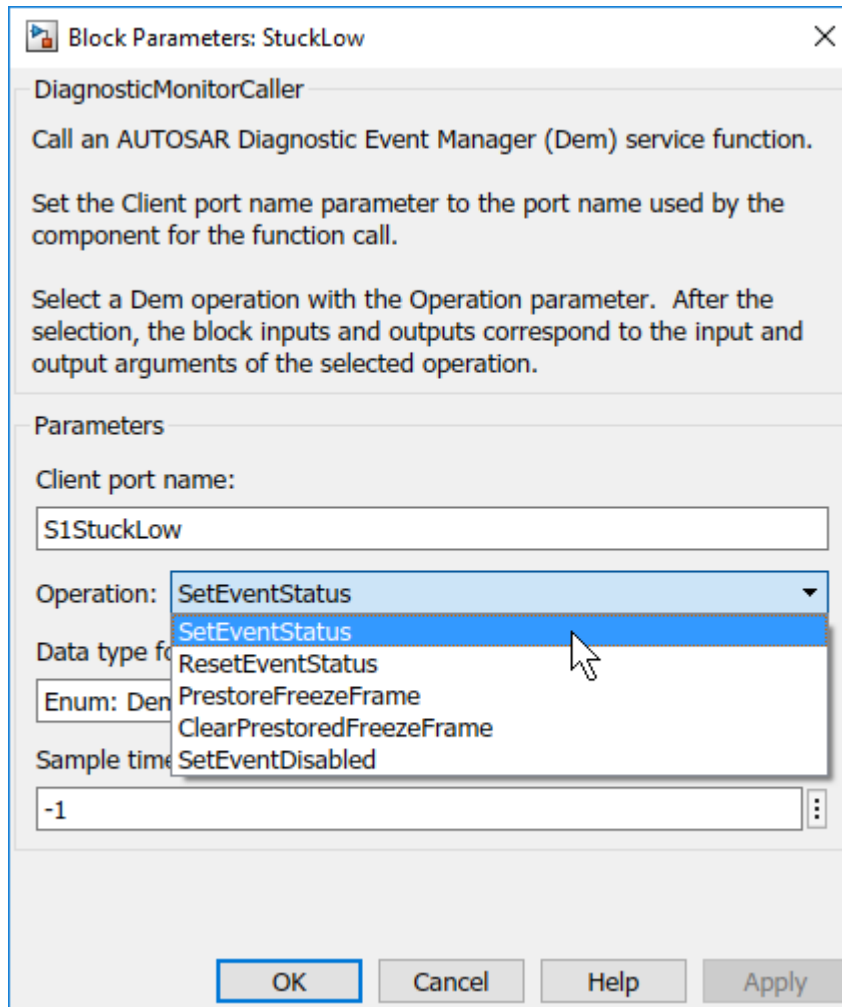 Block Parameters: StuckLow
DiagnosticMonitorCaller
Call an AUTOSAR Diagnostic Event Manager (Dem) service function.
Set the Client port name parameter to the port name used by the
component for the function call.
Select a Dem operation with the Operation parameter.  After the
selection, the block inputs and outputs correspond to the input and
output arguments of the selected operation.
Parameters
Client port name:
S1StuckLow
Operation: SetEventStatus
SetEventStatus
Data type
ResetEventStatus
PrestoreFreezeFrame
Enum:
ClearPrestoredFreezeFrame
Sample time
SetEventDisabled
-1
OK Cancel Help Apply